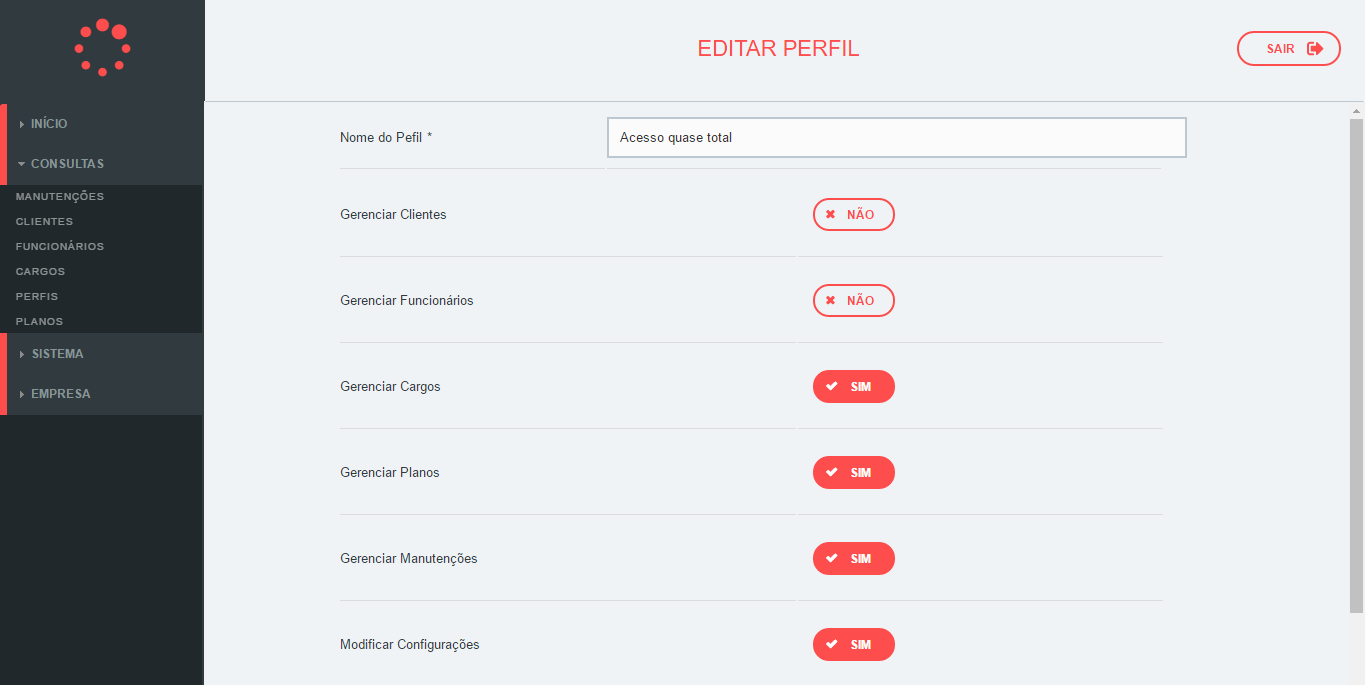 EDITAR PERFIL
SAIR
INÍCIO
CONSULTAS
MANUTENÇÕES
CLIENTES
FUNCIONÁRIOS
CARGOS
PERFIS
PLANOS
SISTEMA
EMPRESA
Nome do Pefil *
Acesso quase total
Gerenciar Clientes
NÃO
Gerenciar Funcionários
NÃO
Gerenciar Cargos
SIM
Gerenciar Planos
SIM
Gerenciar Manutenções
SIM
Modificar Configurações
SIM